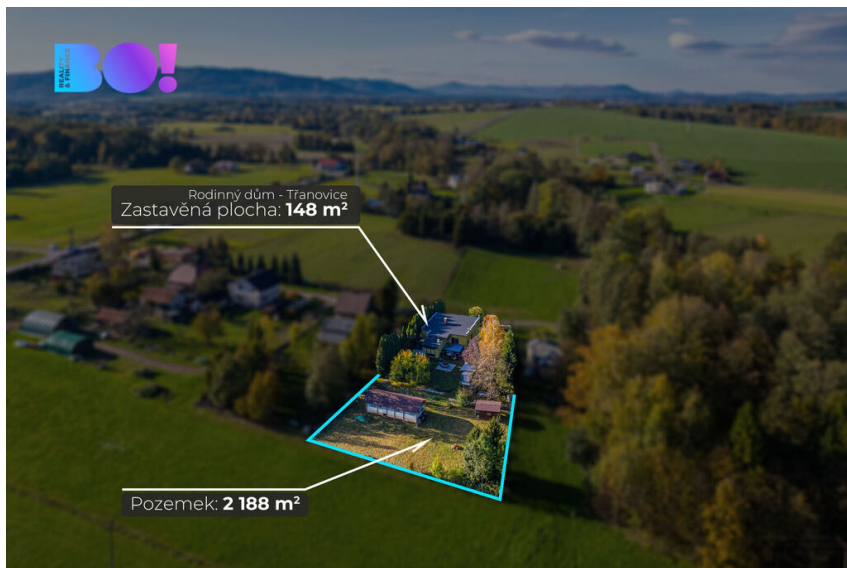 BO!
REALITY
& FINANCE
Rodinný dům - Třanovice
Zastavěná plocha: 148 m²
Pozemek: 2 188 m²